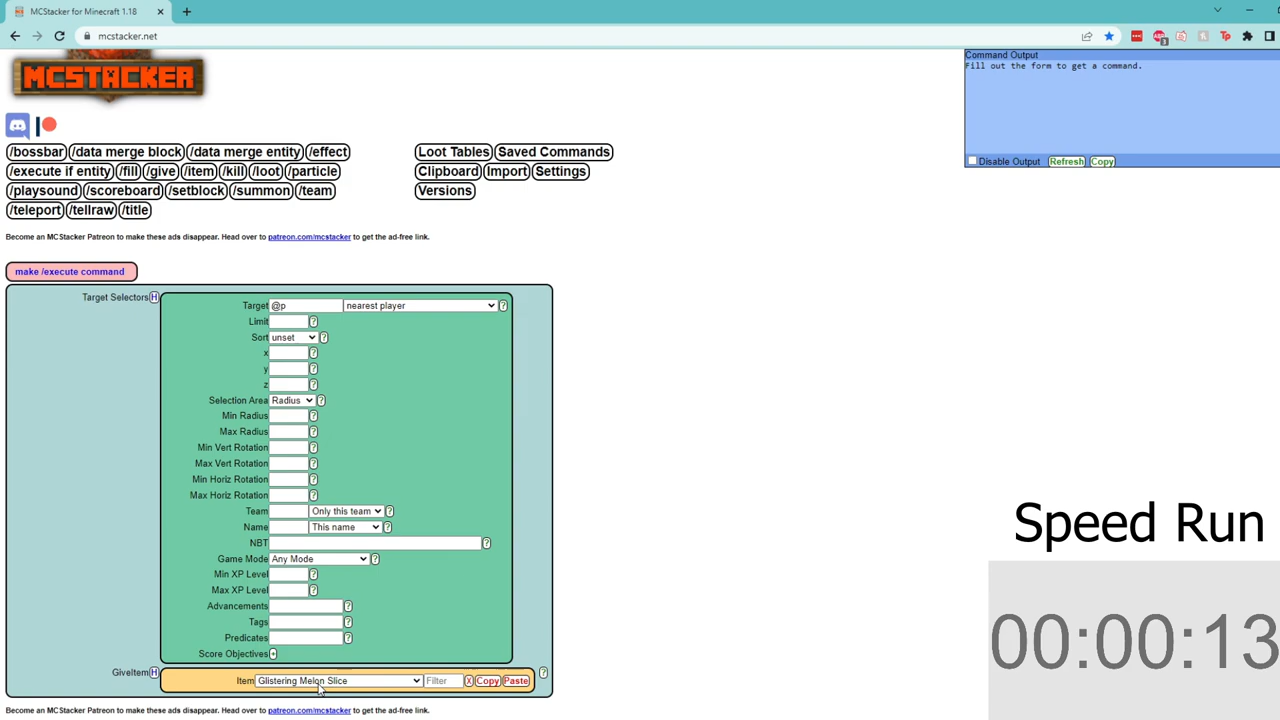 MCStacker for Minecraft 1.18
mcstacker.net
MCSTACKER
/bossbar /data merge block /data merge entity /effect
/execute if entity /fill /give /item /kill /loot /particle
/playsound /scoreboard /setblock /summon /team
/teleport /tellraw /title
Loot Tables Saved Commands
Clipboard Import Settings
Versions
Command Output
Fill out the form to get a command.
Disable Output Refresh Copy
Become an MCStacker Patreon to make these ads disappear. Head over to patreon.com/mcstacker to get the ad-free link.
make /execute command
Target Selectors H
Target @p nearest player ?
Limit ?
Sort unset ?
x ?
y ?
z ?
Selection Area Radius ?
Min Radius ?
Max Radius ?
Min Vert Rotation ?
Max Vert Rotation ?
Min Horiz Rotation ?
Max Horiz Rotation ?
Team Only this team ?
Name This name ?
NBT ?
Game Mode Any Mode ?
Min XP Level ?
Max XP Level ?
Advancements ?
Tags ?
Predicates ?
Score Objectives +
GiveItem H ?
Item Glistering Melon Slice Filter X Copy Paste
Become an MCStacker Patreon to make these ads disappear. Head over to patreon.com/mcstacker to get the ad-free link.
Speed Run
00:00:13